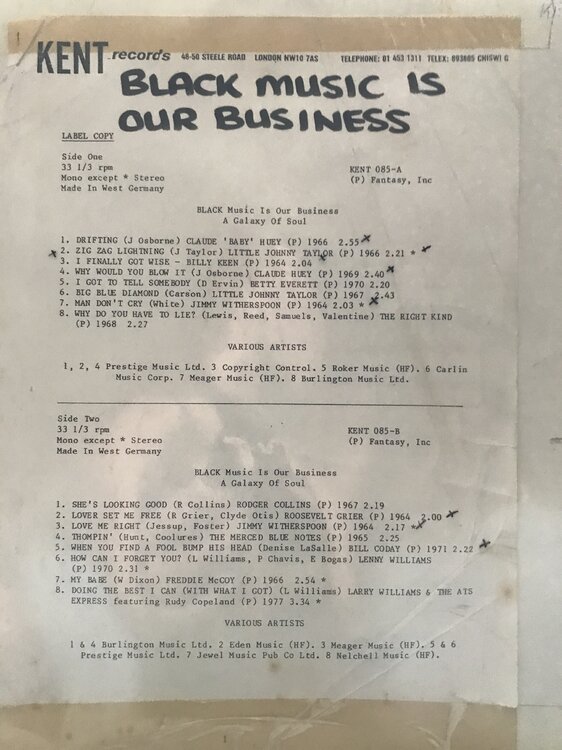 KENT records 46-50 STEELE ROAD LONDON NW10 7AS TELEPHONE: 01 453 1311 TELEX: 893805 CHISWI G
BLACK MUSIC IS
OUR BUSINESS
LABEL COPY
Side One
33 1/3 rpm KENT 085-A
Mono except * Stereo (P) Fantasy, Inc
Made In West Germany
BLACK Music Is Our Business
A Galaxy Of Soul
1. DRIFTING (J Osborne) CLAUDE 'BABY' HUEY (P) 1966 2.55
2. ZIG ZAG LIGHTNING (J Taylor) LITTLE JOHNNY TAYLOR (P) 1966 2.21 *
3. I FINALLY GOT WISE - BILLY KEEN (P) 1964 2.04
4. WHY WOULD YOU BLOW IT (J Osborne) CLAUDE HUEY (P) 1969 2.40
5. I GOT TO TELL SOMEBODY (D Ervin) BETTY EVERETT (P) 1970 2.20
6. BIG BLUE DIAMOND (Carson) LITTLE JOHNNY TAYLOR (P) 1967 2.43
7. MAN DON'T CRY (White) JIMMY WITHERSPOON (P) 1964 2.03 *
8. WHY DO YOU HAVE TO LIE? (Lewis, Reed, Samuels, Valentine) THE RIGHT KIND
(P) 1968 2.27
VARIOUS ARTISTS
1, 2, 4 Prestige Music Ltd. 3 Copyright Control. 5 Roker Music (HF). 6 Carlin
Music Corp. 7 Meager Music (HF). 8 Burlington Music Ltd.
Side Two
33 1/3 rpm KENT 085-B
Mono except * Stereo (P) Fantasy, Inc
Made In West Germany
BLACK Music Is Our Business
A Galaxy Of Soul
1. SHE'S LOOKING GOOD (R Collins) RODGER COLLINS (P) 1967 2.19
2. LOVER SET ME FREE (R Grier, Clyde Otis) ROOSEVELT GRIER (P) 1964 2.00
3. LOVE ME RIGHT (Jessup, Foster) JIMMY WITHERSPOON (P) 1964 2.17 *
4. THOMPIN' (Hunt, Coolures) THE MERCED BLUE NOTES (P) 1965 2.25
5. WHEN YOU FIND A FOOL BUMP HIS HEAD (Denise LaSalle) BILL CODAY (P) 1971 2.22
6. HOW CAN I FORGET YOU? (L Williams, P Chavis, E Bogas) LENNY WILLIAMS
(P) 1970 2.31 *
7. MY BABE (W Dixon) FREDDIE McCOY (P) 1966 2.54 *
8. DOING THE BEST I CAN (WITH WHAT I GOT) (L Williams) LARRY WILLIAMS & THE ATS
EXPRESS featuring Rudy Copeland (P) 1977 3.34 *
VARIOUS ARTISTS
1 & 4 Burlington Music Ltd. 2 Eden Music (HF). 3 Meager Music (HF). 5 & 6
Prestige Music Ltd. 7 Jewel Music Pub Co Ltd. 8 Nelchell Music (HF).